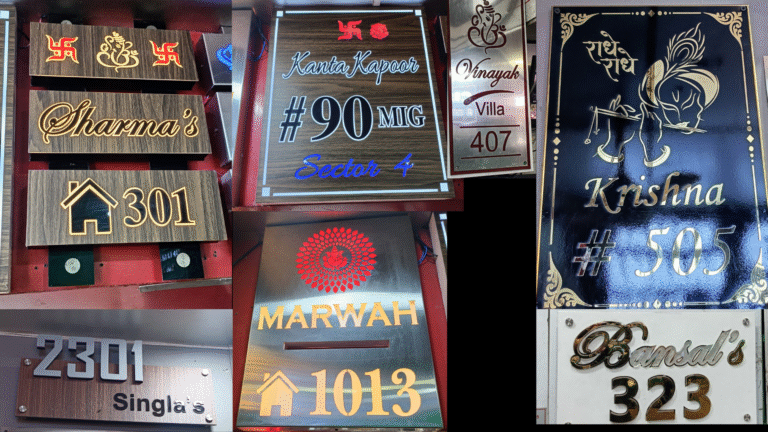 Sharma's
301
2301
Singla's
Kanta Kapoor
#90 MIG
Sector 4
MARWAH
1013
Vinayak
Villa
407
राधे
राधे
Krishna
# 505
Bansal's
323